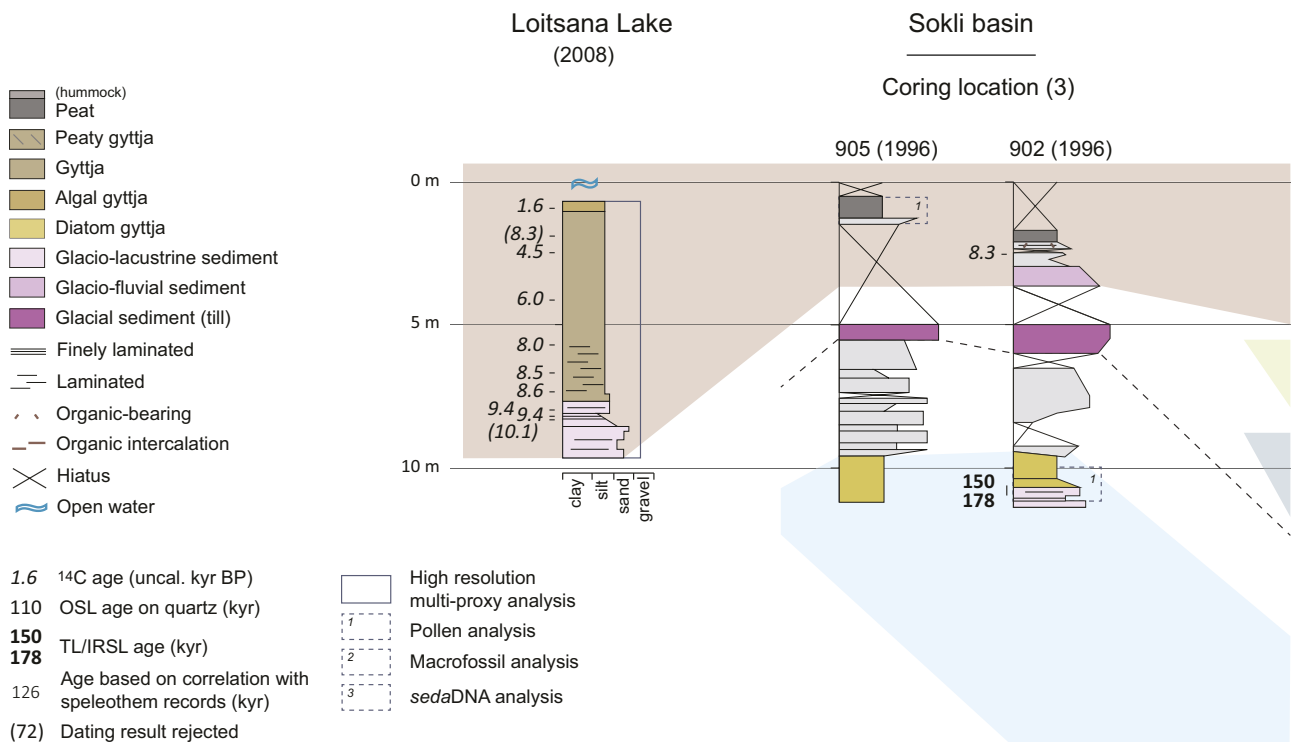 Loitsana Lake
(2008)
Sokli basin
Coring location (3)
905 (1996)
902 (1996)
(hummock)
Peat
Peaty gyttja
Gyttja
Algal gyttja
Diatom gyttja
Glacio-lacustrine sediment
Glacio-fluvial sediment
Glacial sediment (till)
Finely laminated
Laminated
Organic-bearing
Organic intercalation
Hiatus
Open water
0 m
5 m
10 m
1.6
(8.3)
4.5
6.0
8.0
8.5
8.6
9.4
9.4
(10.1)
clay
silt
sand
gravel
1
8.3
150
178
1
1.6 ¹⁴C age (uncal. kyr BP)
110 OSL age on quartz (kyr)
150
178 TL/IRSL age (kyr)
126 Age based on correlation with
speleothem records (kyr)
(72) Dating result rejected
High resolution
multi-proxy analysis
1 Pollen analysis
2 Macrofossil analysis
3 sedaDNA analysis